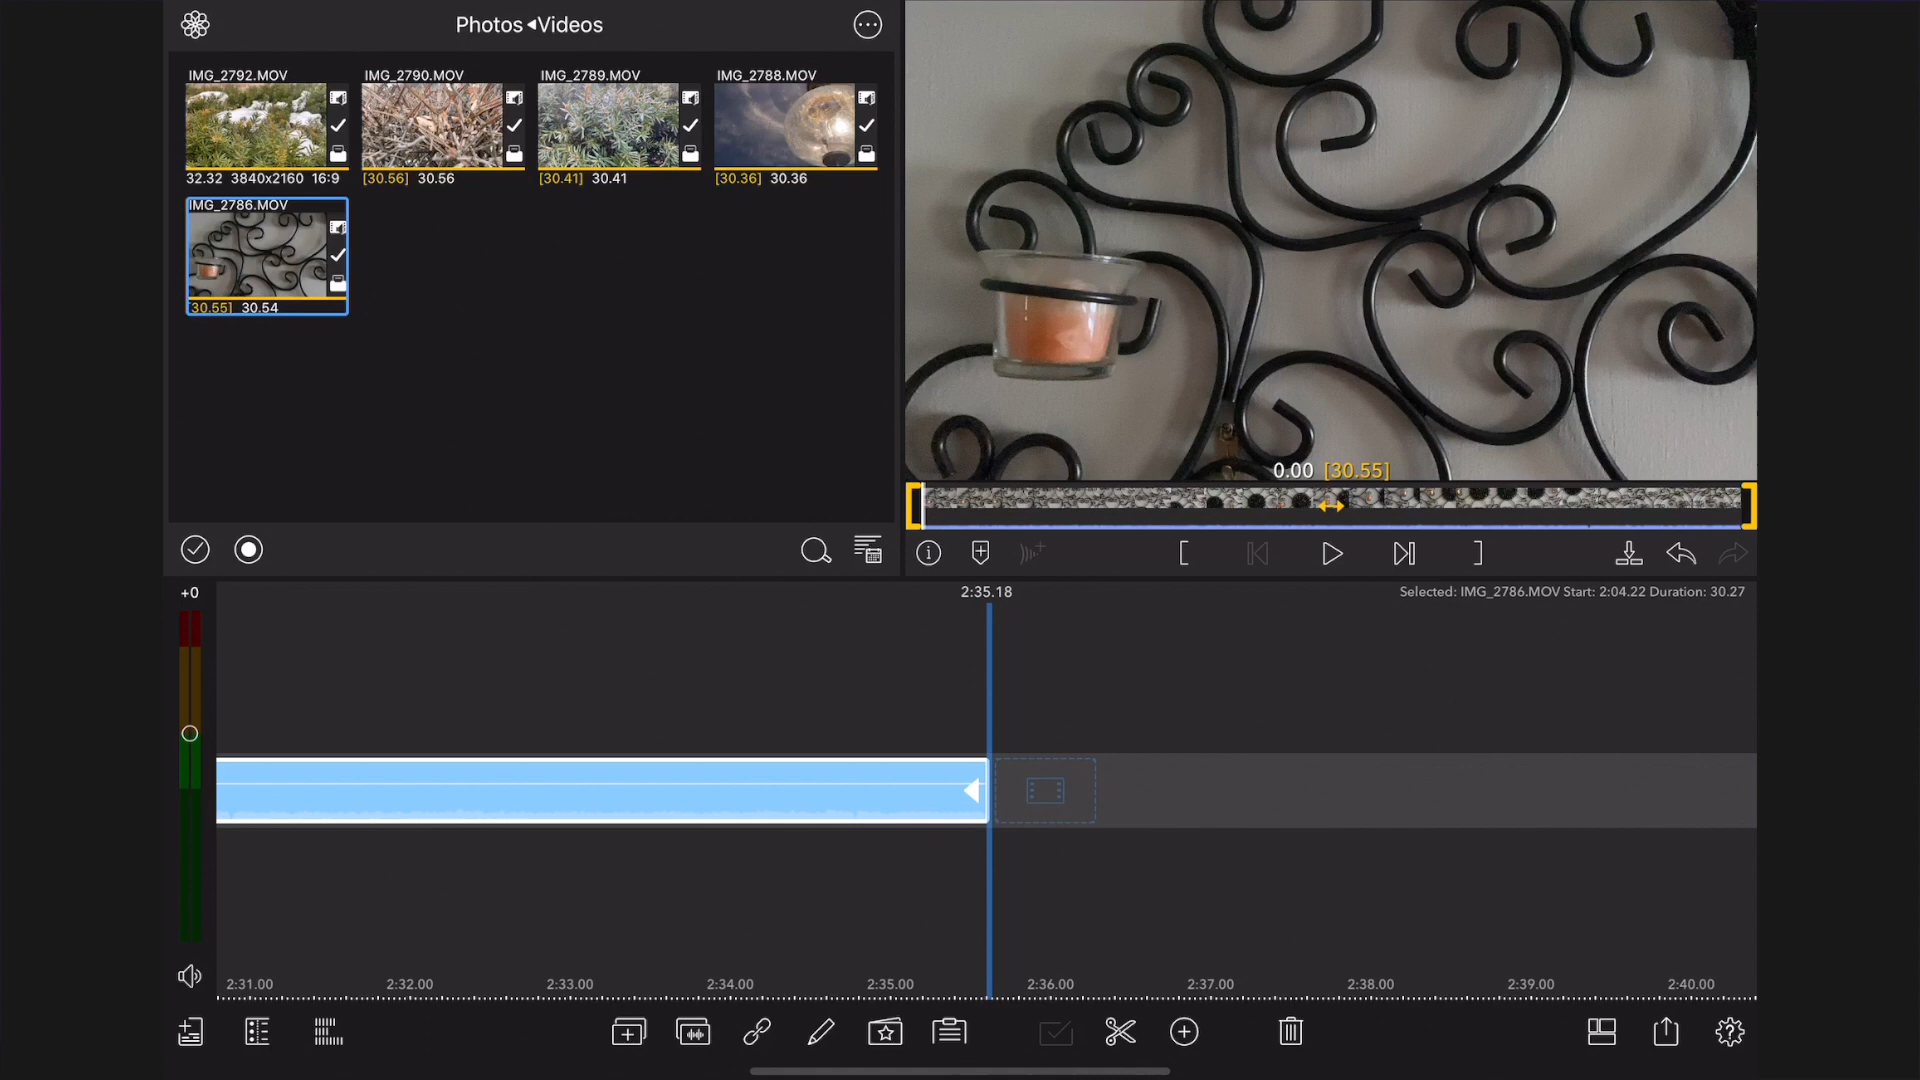 Photos ◂ Videos
IMG_2792.MOV
IMG_2790.MOV
IMG_2789.MOV
IMG_2788.MOV
32.32 3840x2160 16:9
[30.56] 30.56
[30.41] 30.41
[30.36] 30.36
IMG_2786.MOV
[30.55] 30.54
0.00 [30.55]
+0
2:35.18
Selected: IMG_2786.MOV Start: 2:04.22 Duration: 30.27
2:31.00
2:32.00
2:33.00
2:34.00
2:35.00
2:36.00
2:37.00
2:38.00
2:39.00
2:40.00